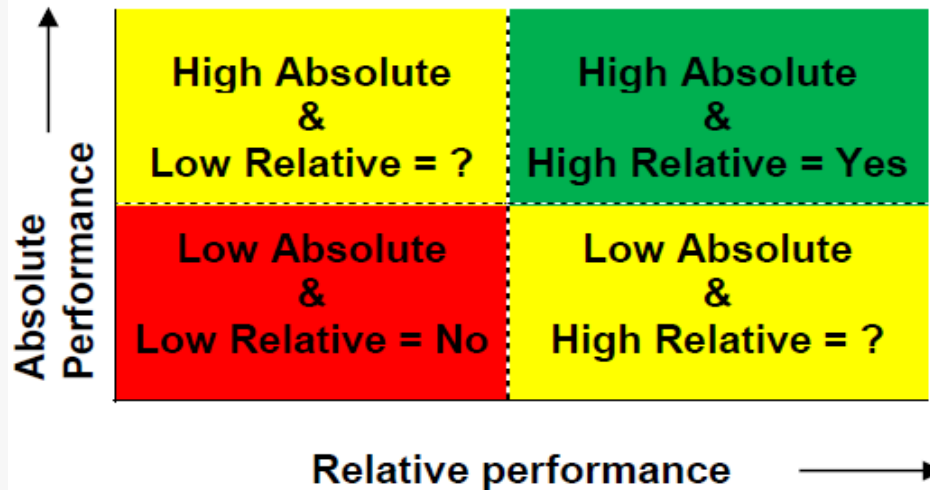 High Absolute
&
Low Relative = ?
High Absolute
&
High Relative = Yes
Low Absolute
&
Low Relative = No
Low Absolute
&
High Relative = ?
Absolute
Performance
Relative performance